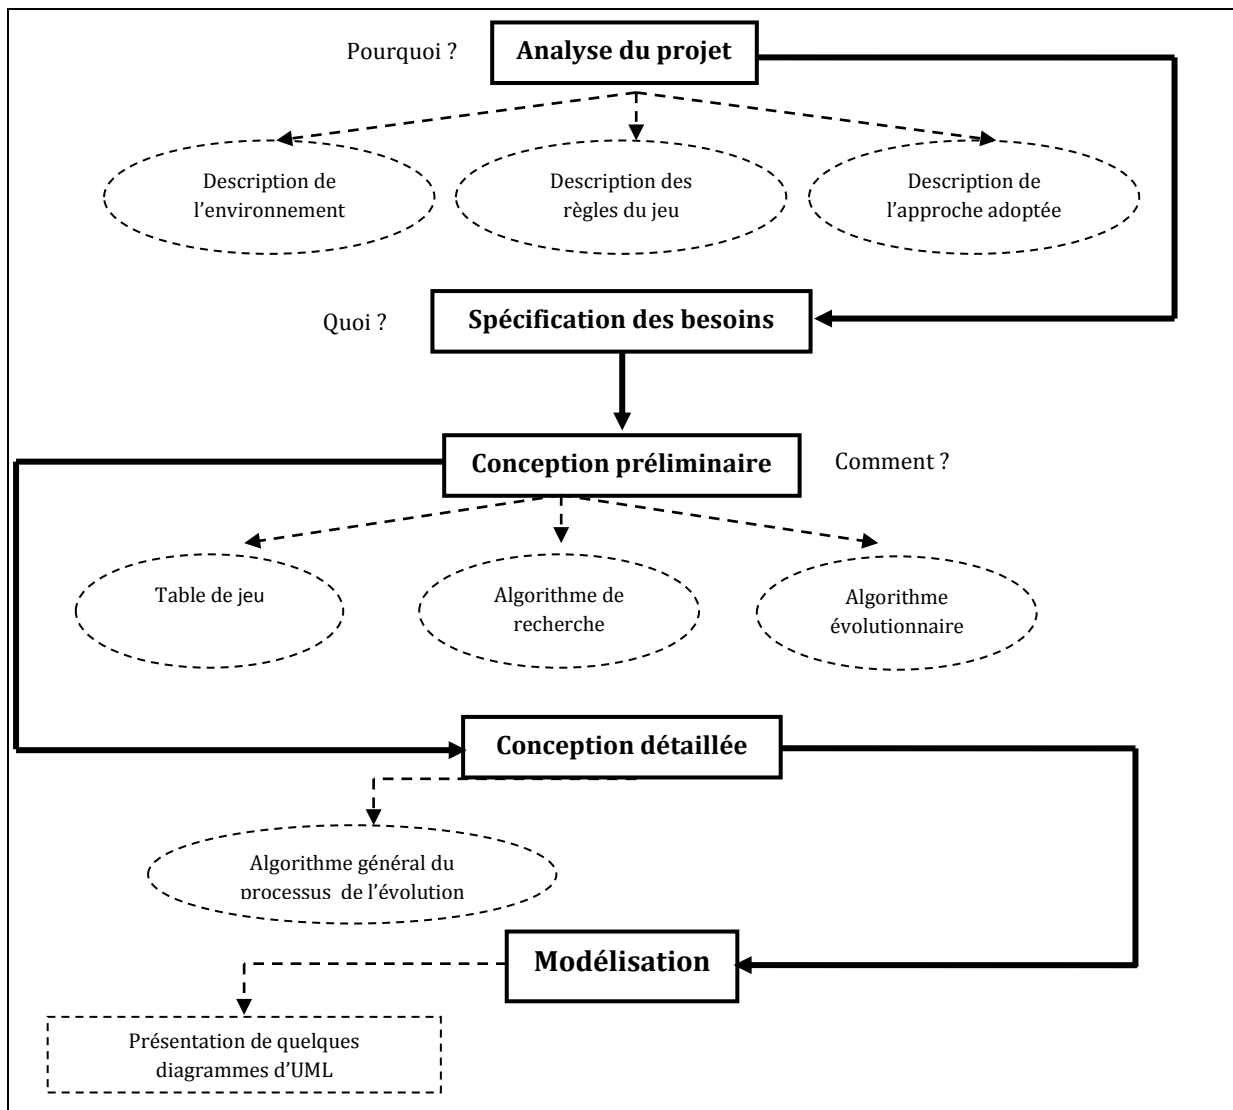 Pourquoi ?
Analyse du projet
Description de
l’environnement
Description des
règles du jeu
Description de
l’approche adoptée
Quoi ?
Spécification des besoins
Conception préliminaire
Comment ?
Table de jeu
Algorithme de
recherche
Algorithme
évolutionnaire
Conception détaillée
Algorithme général du
processus de l’évolution
Modélisation
Présentation de quelques
diagrammes d’UML